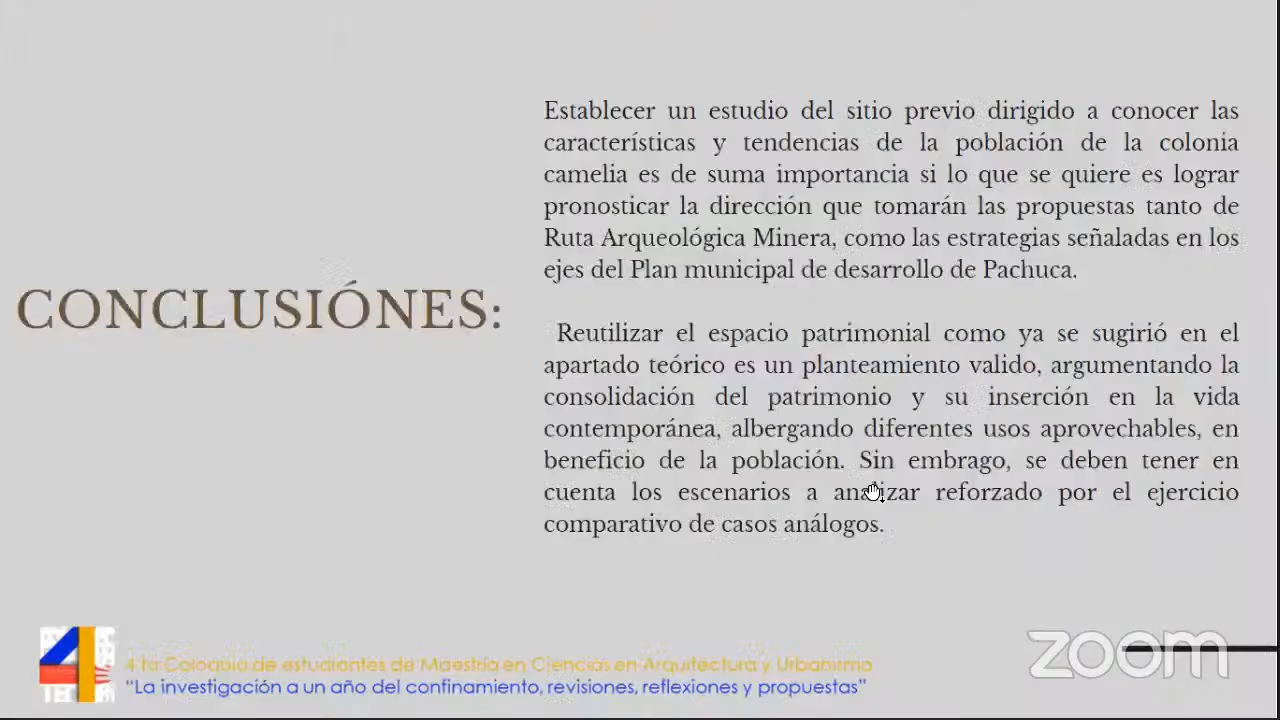 CONCLUSIÓNES:
Establecer un estudio del sitio previo dirigido a conocer las
características y tendencias de la población de la colonia
camelia es de suma importancia si lo que se quiere es lograr
pronosticar la dirección que tomarán las propuestas tanto de
Ruta Arqueológica Minera, como las estrategias señaladas en los
ejes del Plan municipal de desarrollo de Pachuca.
Reutilizar el espacio patrimonial como ya se sugirió en el
apartado teórico es un planteamiento valido, argumentando la
consolidación del patrimonio y su inserción en la vida
contemporánea, albergando diferentes usos aprovechables, en
beneficio de la población. Sin embrago, se deben tener en
cuenta los escenarios a analizar reforzado por el ejercicio
comparativo de casos análogos.
4 to Coloquio de estudiantes de Maestría en Ciencias en Arquitectura y Urbanismo
“La investigación a un año del confinamiento, revisiones, reflexiones y propuestas”
zoom